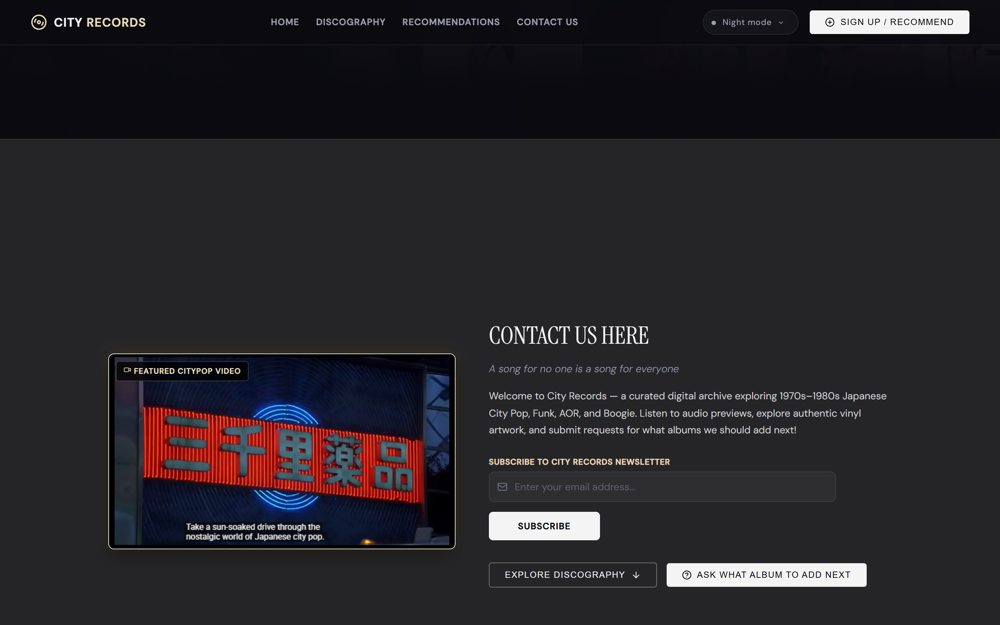 CITY RECORDS
HOME
DISCOGRAPHY
RECOMMENDATIONS
CONTACT US
Night mode
SIGN UP / RECOMMEND
FEATURED CITYPOP VIDEO
三千里薬品
Take a sun-soaked drive through the
nostalgic world of Japanese city pop.
CONTACT US HERE
A song for no one is a song for everyone
Welcome to City Records — a curated digital archive exploring 1970s–1980s Japanese
City Pop, Funk, AOR, and Boogie. Listen to audio previews, explore authentic vinyl
artwork, and submit requests for what albums we should add next!
SUBSCRIBE TO CITY RECORDS NEWSLETTER
Enter your email address...
SUBSCRIBE
EXPLORE DISCOGRAPHY
ASK WHAT ALBUM TO ADD NEXT